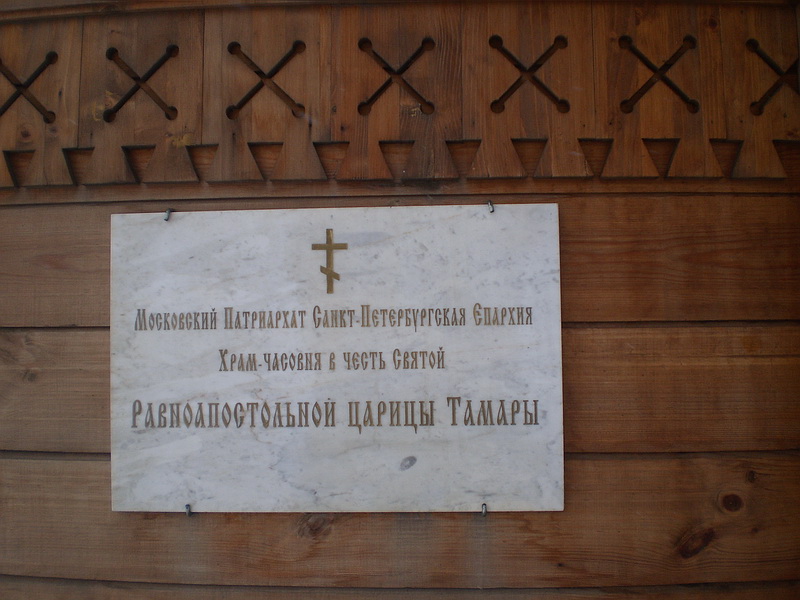 Московский Патриархат Санкт-Петербургская Епархия
Храм-часовня в честь Святой
Равноапостольной царицы Тамары